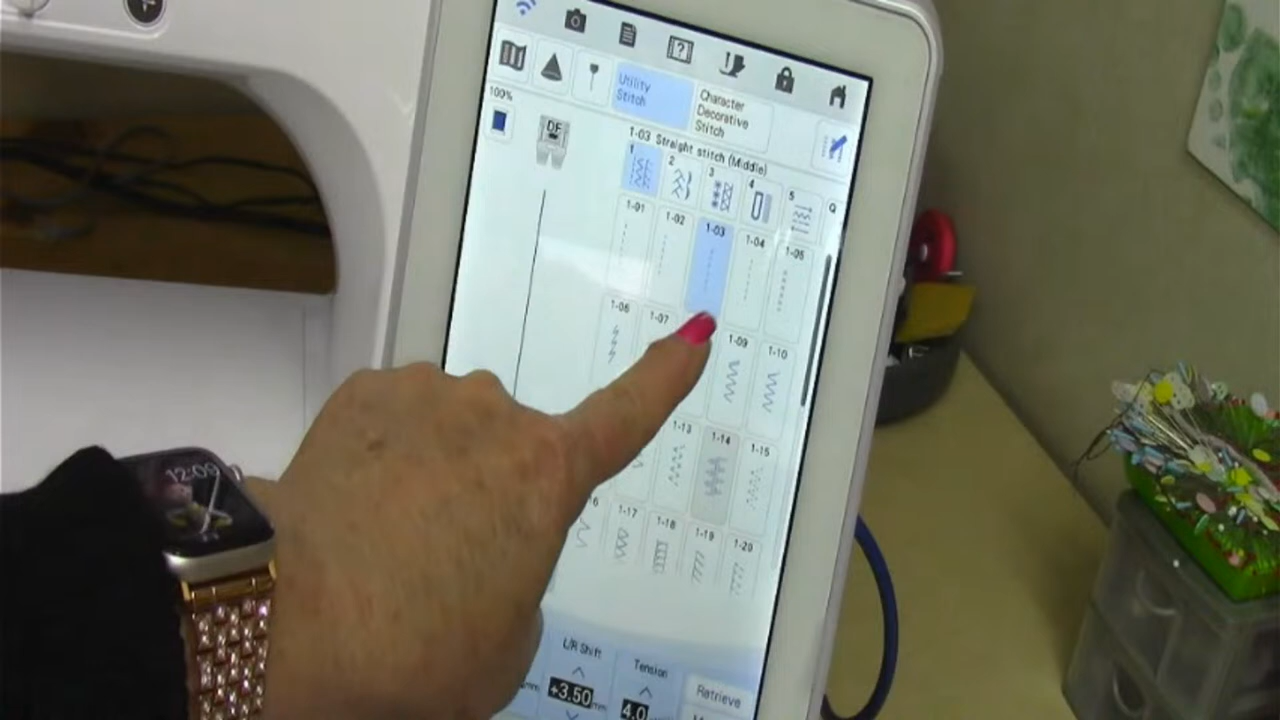 Utility
Stitch
Character
Decorative
Stitch
100%
DF
1-03 Straight stitch (Middle)
1 2 3 4 5 Q
1-01 1-02 1-03 1-04 1-05
1-06 1-07 1-09 1-10
1-13 1-14 1-15
6 1-17 1-18 1-19 1-20
L/R Shift Tension
+3.50mm 4.0 Retrieve
12:09